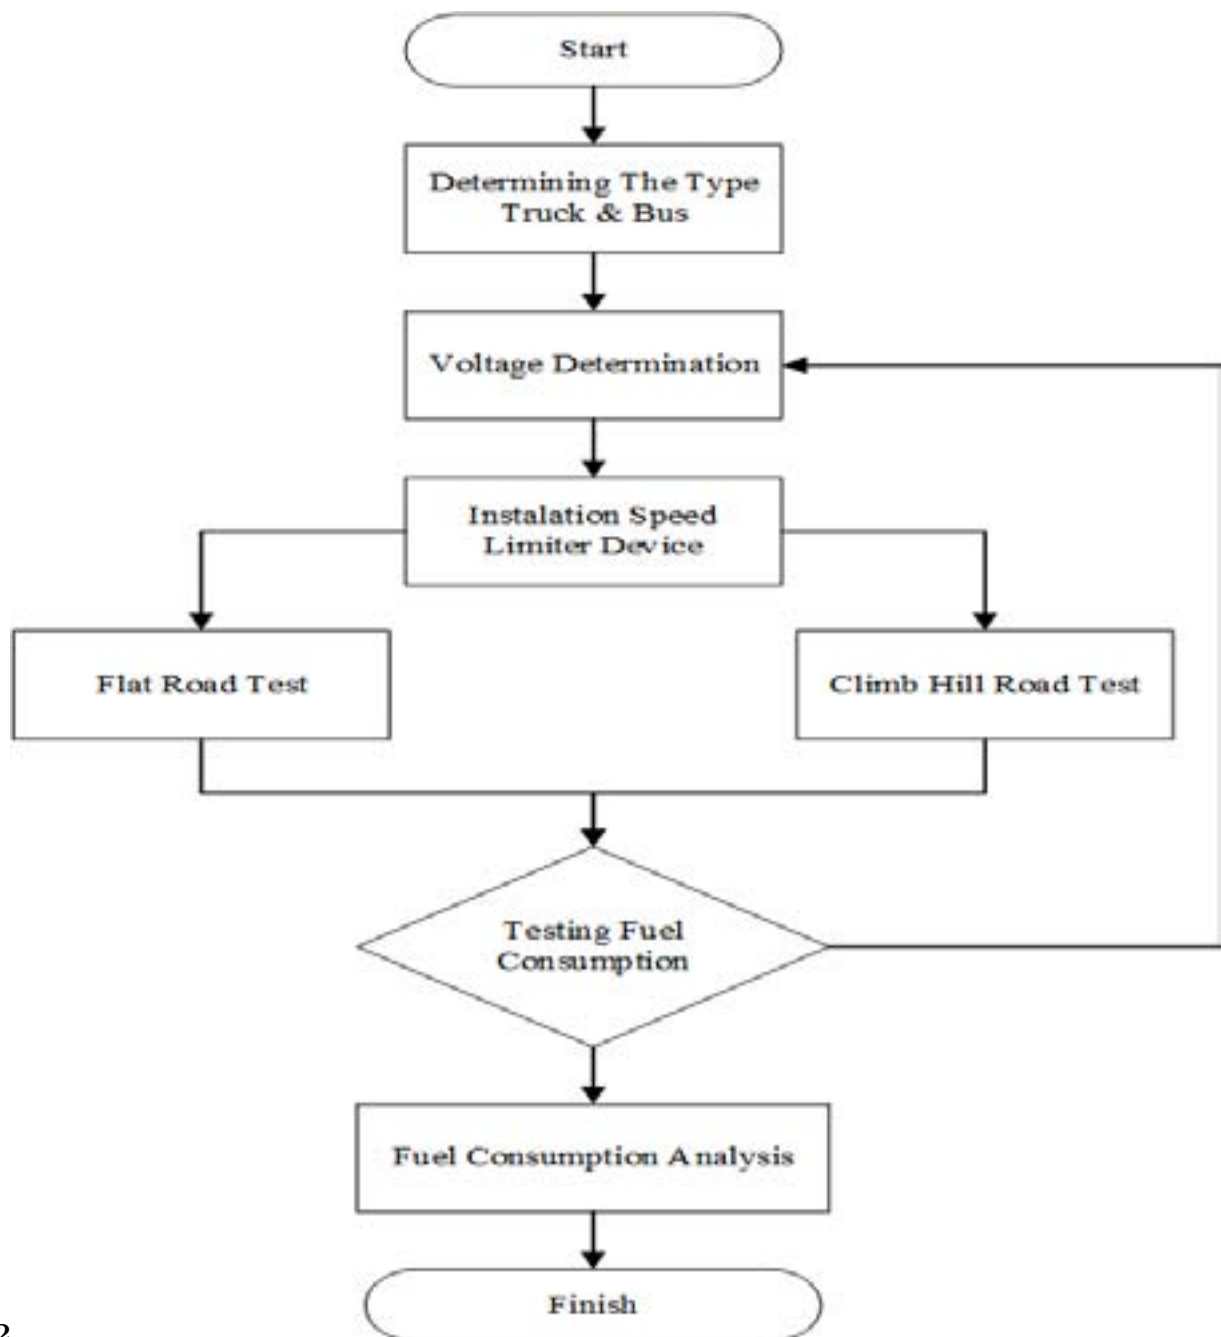 Start
Determining The Type
Truck & Bus
Voltage Determination
Instalation Speed
Limiter Device
Flat Road Test
Climb Hill Road Test
Testing Fuel
Consumption
Fuel Consumption Analysis
Finish